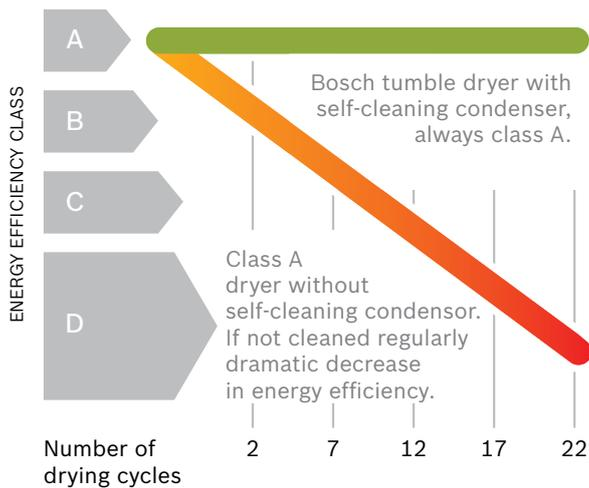 ENERGY EFFICIENCY CLASS
A
B
C
D
Bosch tumble dryer with
self-cleaning condenser,
always class A.
Class A
dryer without
self-cleaning condensor.
If not cleaned regularly
dramatic decrease
in energy efficiency.
Number of
drying cycles
2 7 12 17 22